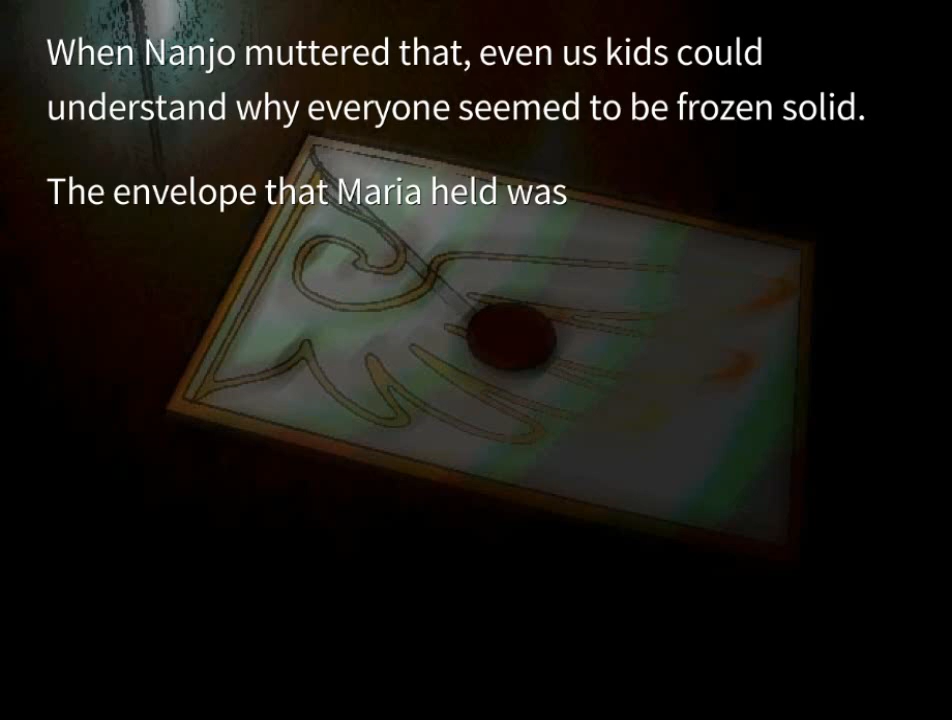 When Nanjo muttered that, even us kids could
understand why everyone seemed to be frozen solid.
The envelope that Maria held was